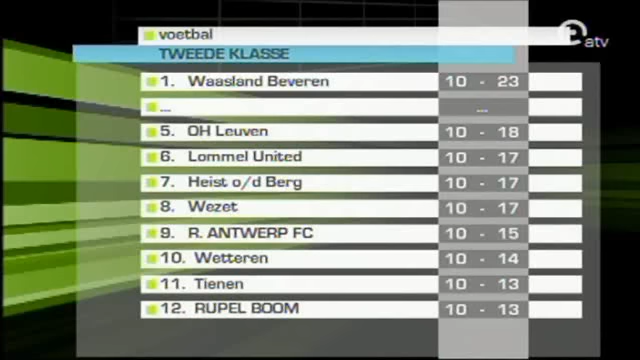 voetbal
atv
TWEEDE KLASSE
1. Waasland Beveren 10 - 23
... ...
5. OH Leuven 10 - 18
6. Lommel United 10 - 17
7. Heist o/d Berg 10 - 17
8. Wezet 10 - 17
9. R. ANTWERP FC 10 - 15
10. Wetteren 10 - 14
11. Tienen 10 - 13
12. RUPEL BOOM 10 - 13